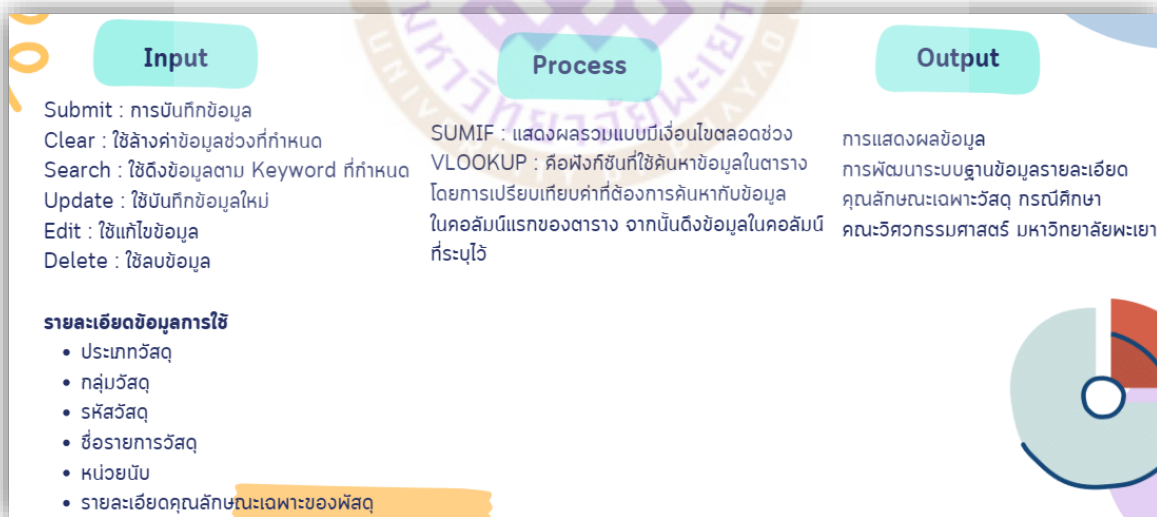 Input
Submit : การบันทึกข้อมูล
Clear : ใช้ล้างค่าข้อมูลช่วงที่กำหนด
Search : ใช้ดึงข้อมูลตาม Keyword ที่กำหนด
Update : ใช้บันทึกข้อมูลใหม่
Edit : ใช้แก้ไขข้อมูล
Delete : ใช้ลบข้อมูล
รายละเอียดข้อมูลการใช้
• ประเภทวัสดุ
• กลุ่มวัสดุ
• รหัสวัสดุ
• ชื่อรายการวัสดุ
• หน่วยนับ
• รายละเอียดคุณลักษณะเฉพาะของพัสดุ
Process
SUMIF : แสดงผลรวมแบบมีเงื่อนไขตลอดช่วง
VLOOKUP : คือฟังก์ชันที่ใช้ค้นหาข้อมูลในตาราง
โดยการเปรียบเทียบค่าที่ต้องการค้นหากับข้อมูล
ในคอลัมน์แรกของตาราง จากนั้นดึงข้อมูลในคอลัมน์
ที่ระบุไว้
Output
การแสดงผลข้อมูล
การพัฒนาระบบฐานข้อมูลรายละเอียด
คุณลักษณะเฉพาะวัสดุ กรณีศึกษา
คณะวิศวกรรมศาสตร์ มหาวิทยาลัยพะเยา
มหาวิทยาลัยพะเยา